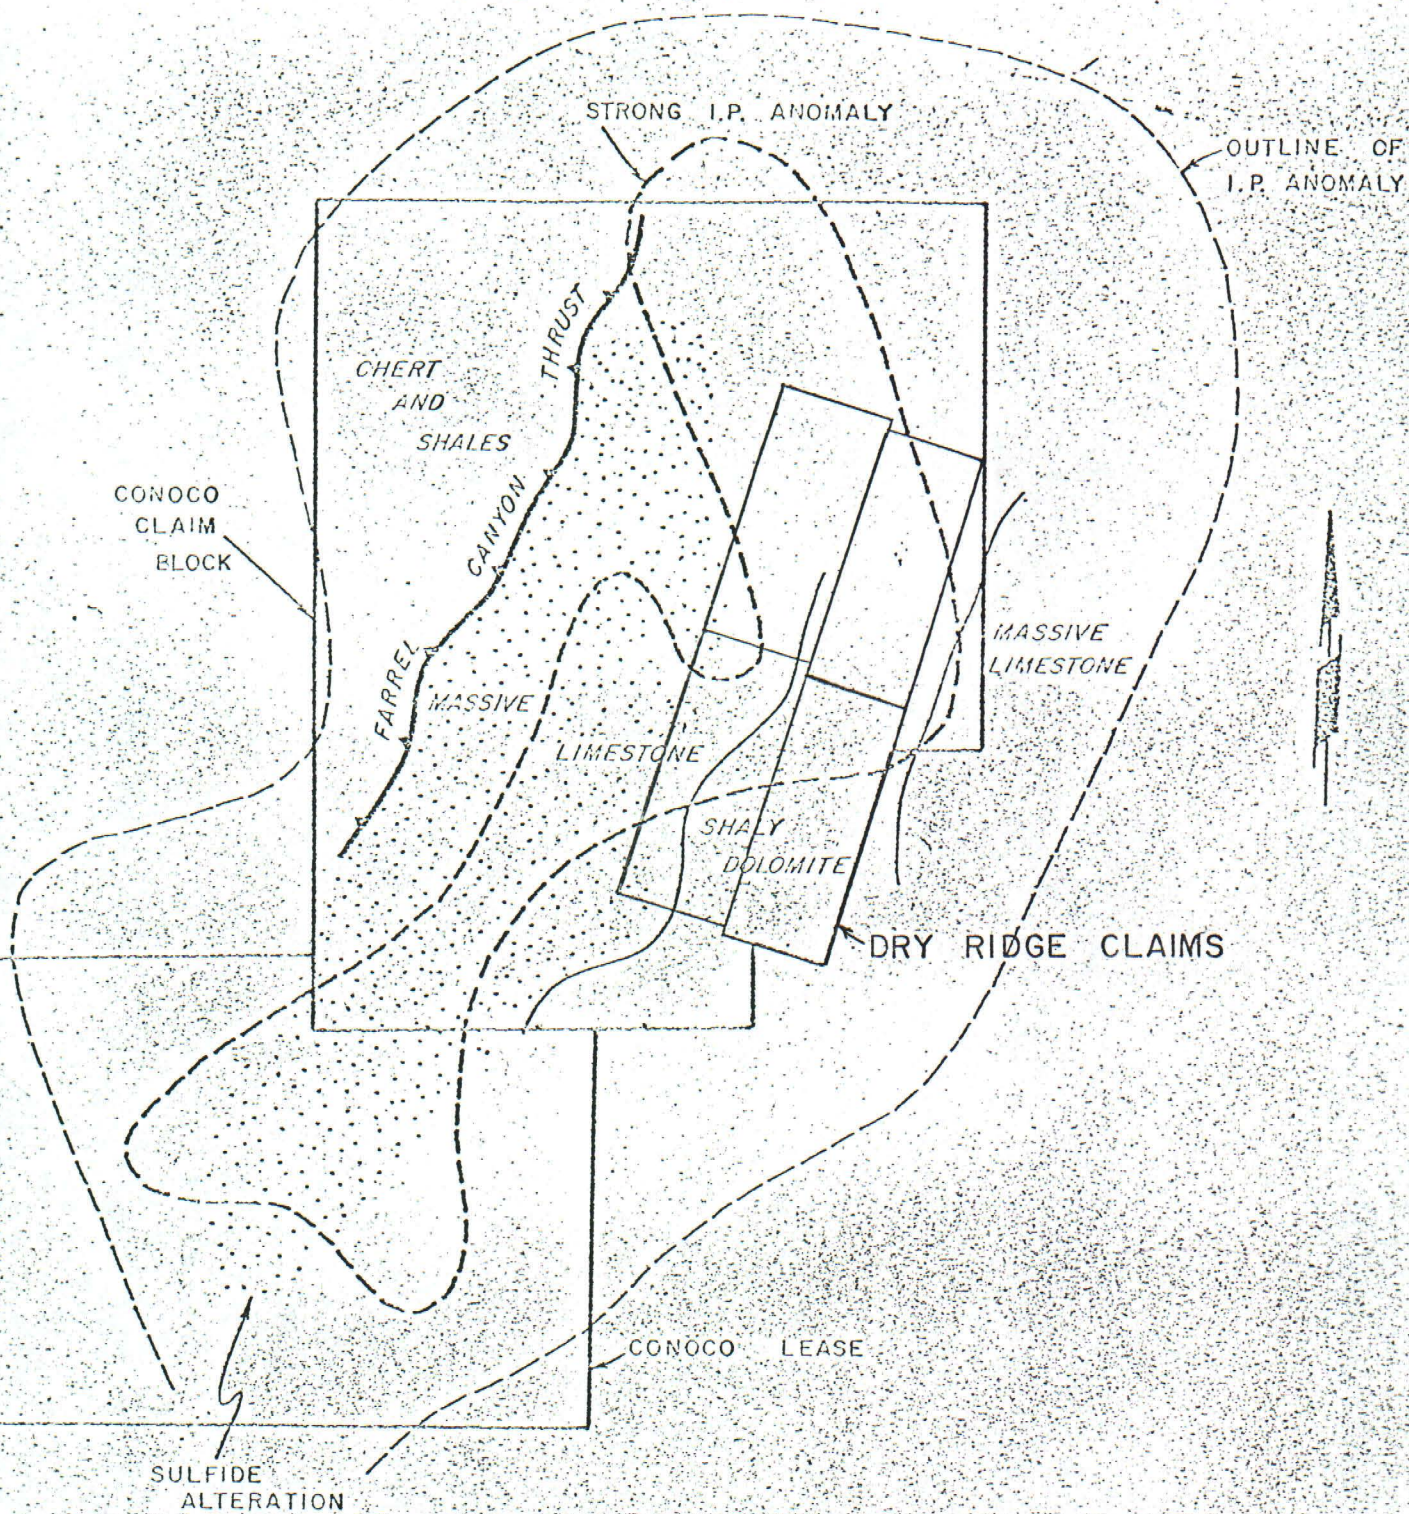 STRONG I.P. ANOMALY
OUTLINE OF
I.P. ANOMALY
THRUST
CHERT
AND
SHALES
CANYON
CONOCO
CLAIM
BLOCK
FARREL
MASSIVE
LIMESTONE
MASSIVE
LIMESTONE
SHALY
DOLOMITE
DRY RIDGE CLAIMS
CONOCO LEASE
SULFIDE
ALTERATION